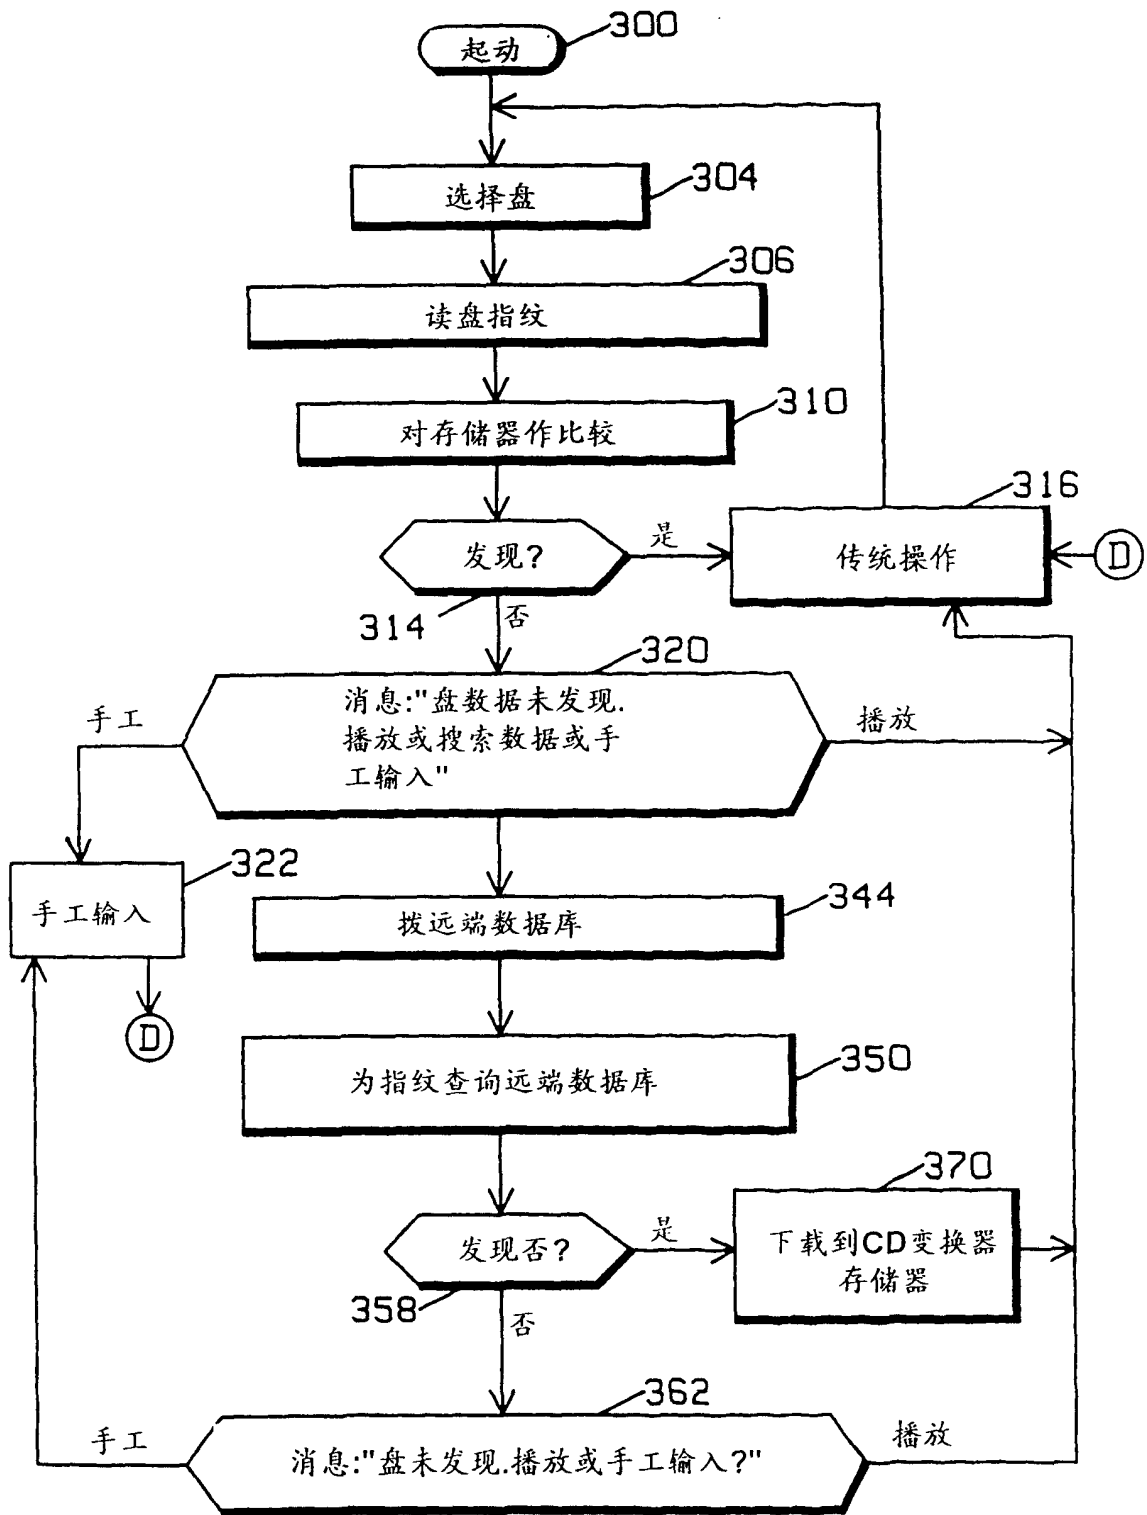 起动
300
选择盘
304
306
读盘指纹
310
对存储器作比较
316
发现?
是
传统操作
D
314
否
320
消息:"盘数据未发现.
播放或搜索数据或手
工输入"
手工
播放
322
手工输入
344
拨远端数据库
D
350
为指纹查询远端数据库
370
发现否?
是
下载到CD变换器
存储器
358
否
362
手工
播放
消息:"盘未发现.播放或手工输入?"